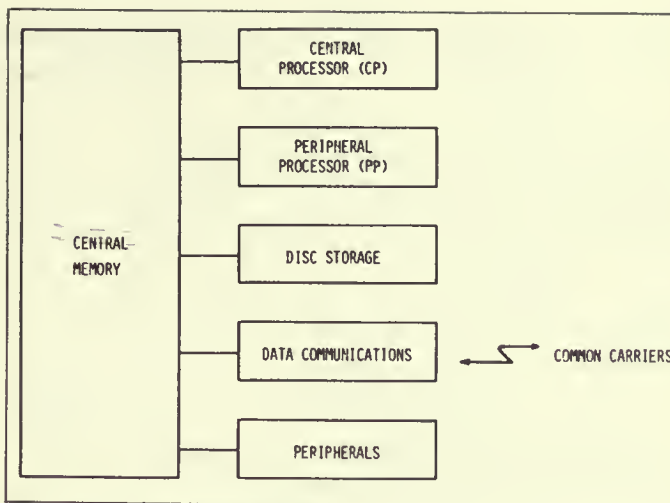 CENTRAL
PROCESSOR (CP)
PERIPHERAL
PROCESSOR (PP)
CENTRAL
MEMORY
DISC STORAGE
DATA COMMUNICATIONS
COMMON CARRIERS
PERIPHERALS